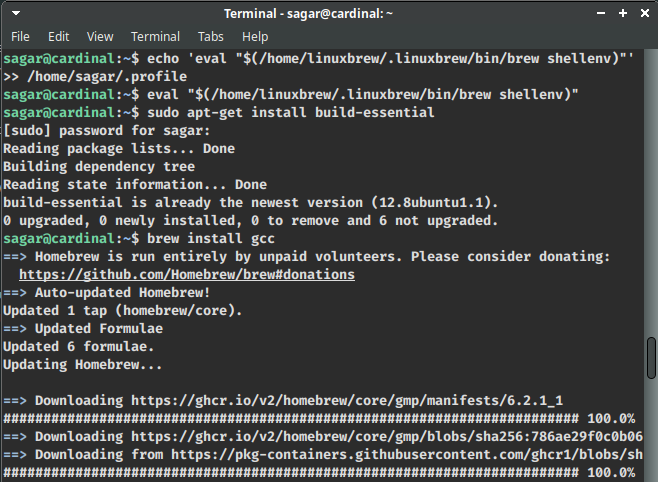 Terminal - sagar@cardinal: ~
File Edit View Terminal Tabs Help
sagar@cardinal:~$ echo 'eval "$(/home/linuxbrew/.linuxbrew/bin/brew shellenv)"'
>> /home/sagar/.profile
sagar@cardinal:~$ eval "$(/home/linuxbrew/.linuxbrew/bin/brew shellenv)"
sagar@cardinal:~$ sudo apt-get install build-essential
[sudo] password for sagar:
Reading package lists... Done
Building dependency tree
Reading state information... Done
build-essential is already the newest version (12.8ubuntu1.1).
0 upgraded, 0 newly installed, 0 to remove and 6 not upgraded.
sagar@cardinal:~$ brew install gcc
==> Homebrew is run entirely by unpaid volunteers. Please consider donating:
  https://github.com/Homebrew/brew#donations
==> Auto-updated Homebrew!
Updated 1 tap (homebrew/core).
==> Updated Formulae
Updated 6 formulae.
Updating Homebrew...
==> Downloading https://ghcr.io/v2/homebrew/core/gmp/manifests/6.2.1_1
######################################################################## 100.0%
==> Downloading https://ghcr.io/v2/homebrew/core/gmp/blobs/sha256:786ae29f0c0b06
==> Downloading from https://pkg-containers.githubusercontent.com/ghcr1/blobs/sh
######################################################################## 100.0%